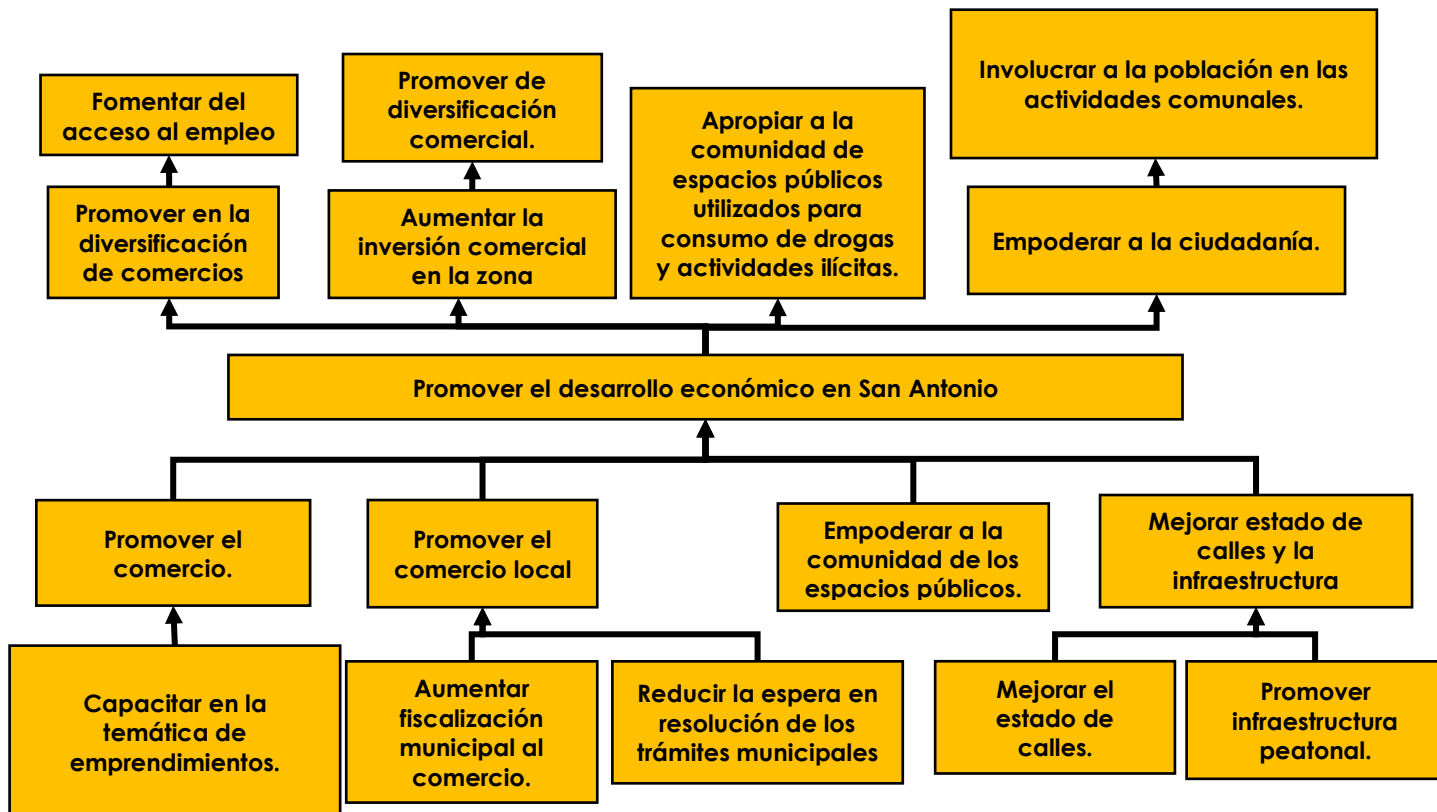 Fomentar del
acceso al empleo
Promover de
diversificación
comercial.
Apropiar a la
comunidad de
espacios públicos
utilizados para
consumo de drogas
y actividades ilícitas.
Involucrar a la población en las
actividades comunales.
Promover en la
diversificación
de comercios
Aumentar la
inversión comercial
en la zona
Empoderar a la ciudadanía.
Promover el desarrollo económico en San Antonio
Promover el
comercio.
Promover el
comercio local
Empoderar a la
comunidad de los
espacios públicos.
Mejorar estado de
calles y la
infraestructura
Capacitar en la
temática de
emprendimientos.
Aumentar
fiscalización
municipal al
comercio.
Reducir la espera en
resolución de los
trámites municipales
Mejorar el
estado de
calles.
Promover
infraestructura
peatonal.